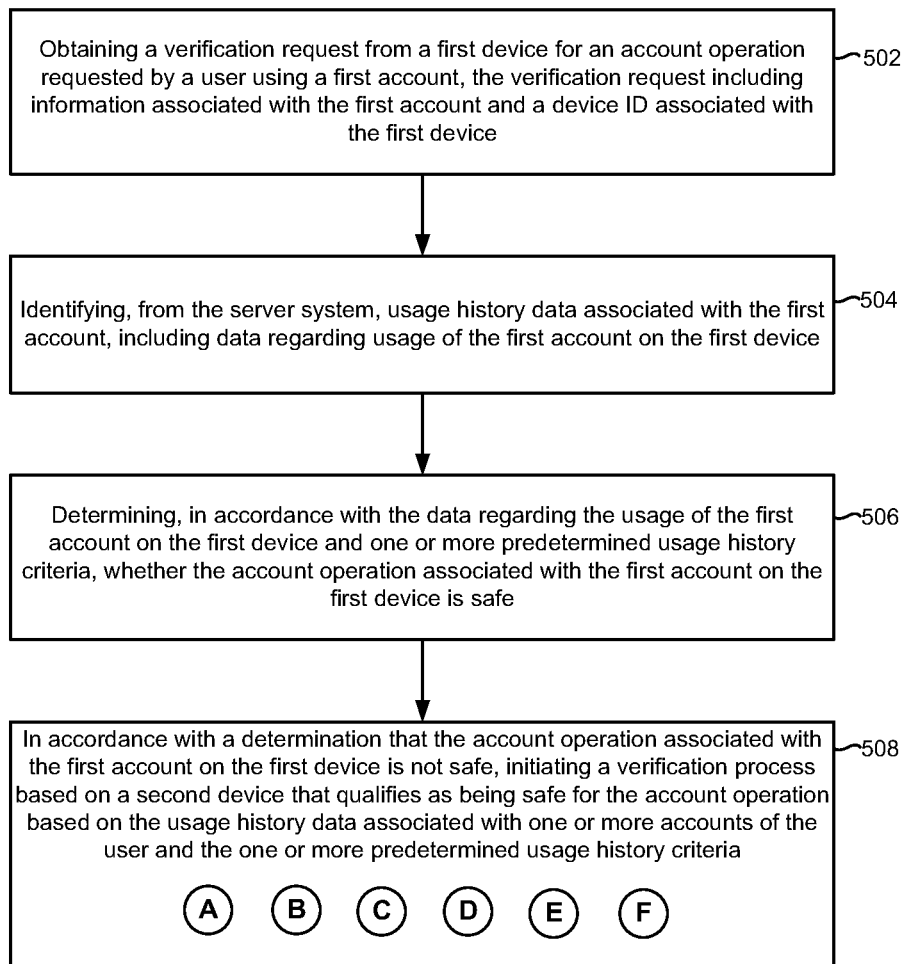 Obtaining a verification request from a first device for an account operation
requested by a user using a first account, the verification request including
information associated with the first account and a device ID associated with
the first device
502
Identifying, from the server system, usage history data associated with the first
account, including data regarding usage of the first account on the first device
504
Determining, in accordance with the data regarding the usage of the first
account on the first device and one or more predetermined usage history
criteria, whether the account operation associated with the first account on the
first device is safe
506
In accordance with a determination that the account operation associated with
the first account on the first device is not safe, initiating a verification process
based on a second device that qualifies as being safe for the account operation
based on the usage history data associated with one or more accounts of the
user and the one or more predetermined usage history criteria
508
A B C D E F